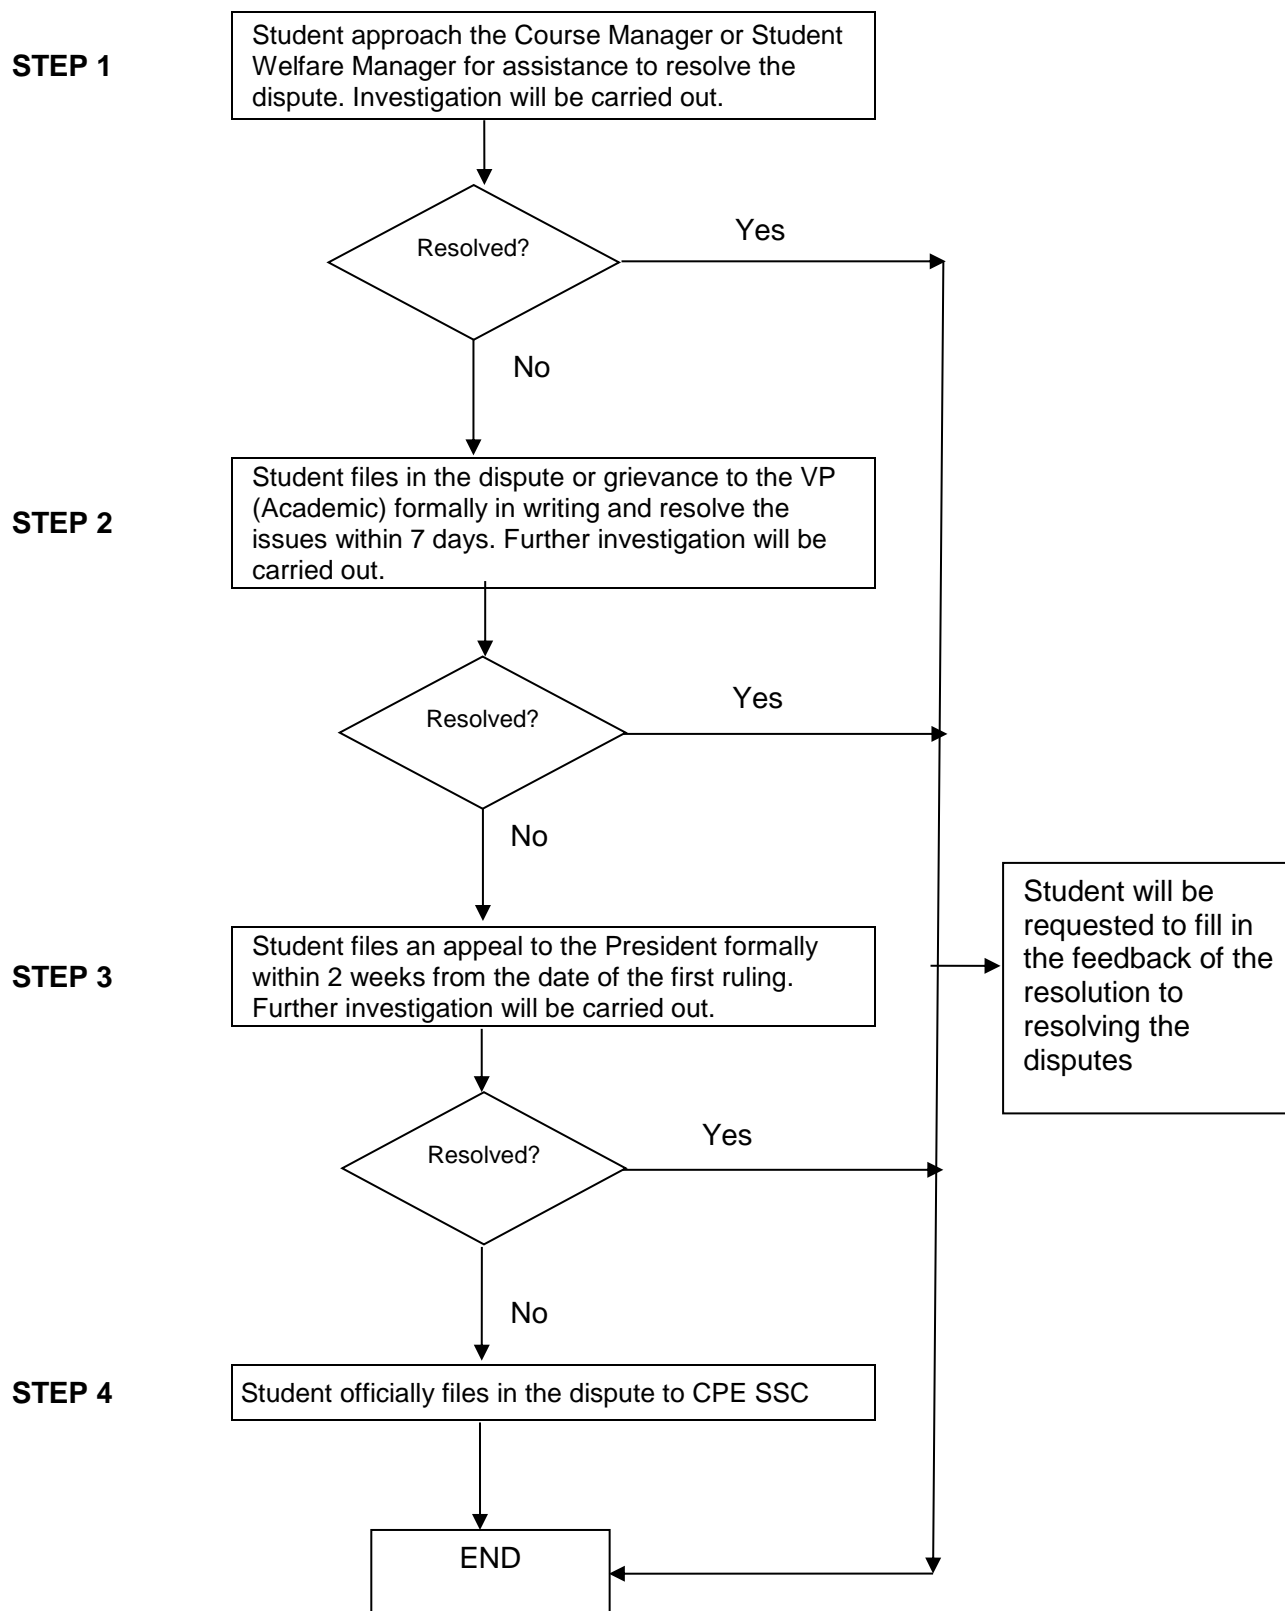 STEP 1
Student approach the Course Manager or Student
Welfare Manager for assistance to resolve the
dispute. Investigation will be carried out.
Resolved?
Yes
No
STEP 2
Student files in the dispute or grievance to the VP
(Academic) formally in writing and resolve the
issues within 7 days. Further investigation will be
carried out.
Resolved?
Yes
No
STEP 3
Student files an appeal to the President formally
within 2 weeks from the date of the first ruling.
Further investigation will be carried out.
Student will be
requested to fill in
the feedback of the
resolution to
resolving the
disputes
Resolved?
Yes
No
STEP 4
Student officially files in the dispute to CPE SSC
END